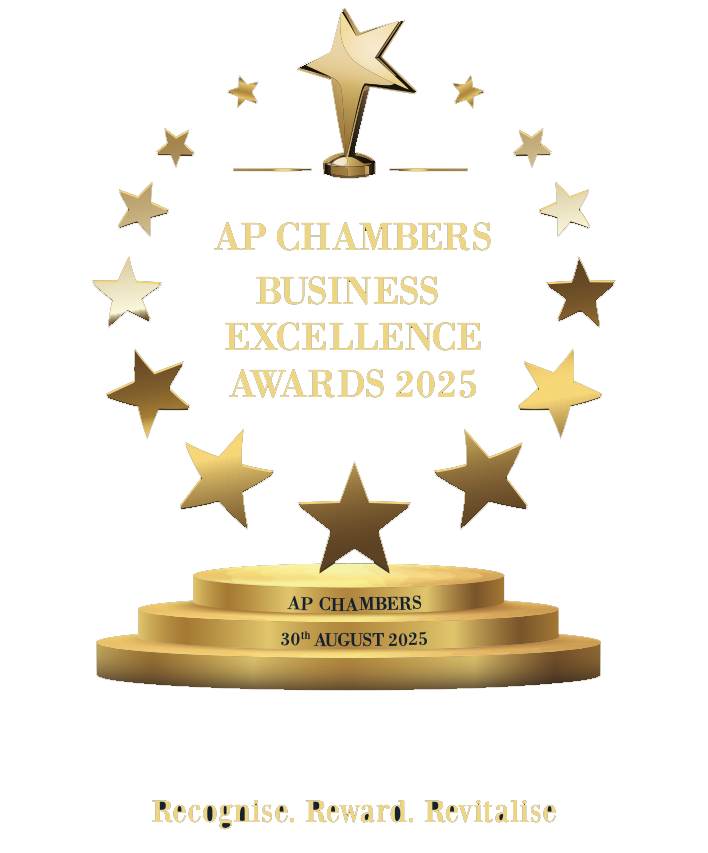 AP CHAMBERS
BUSINESS
EXCELLENCE
AWARDS 2025
AP CHAMBERS
30th AUGUST 2025
Recognise. Reward. Revitalise